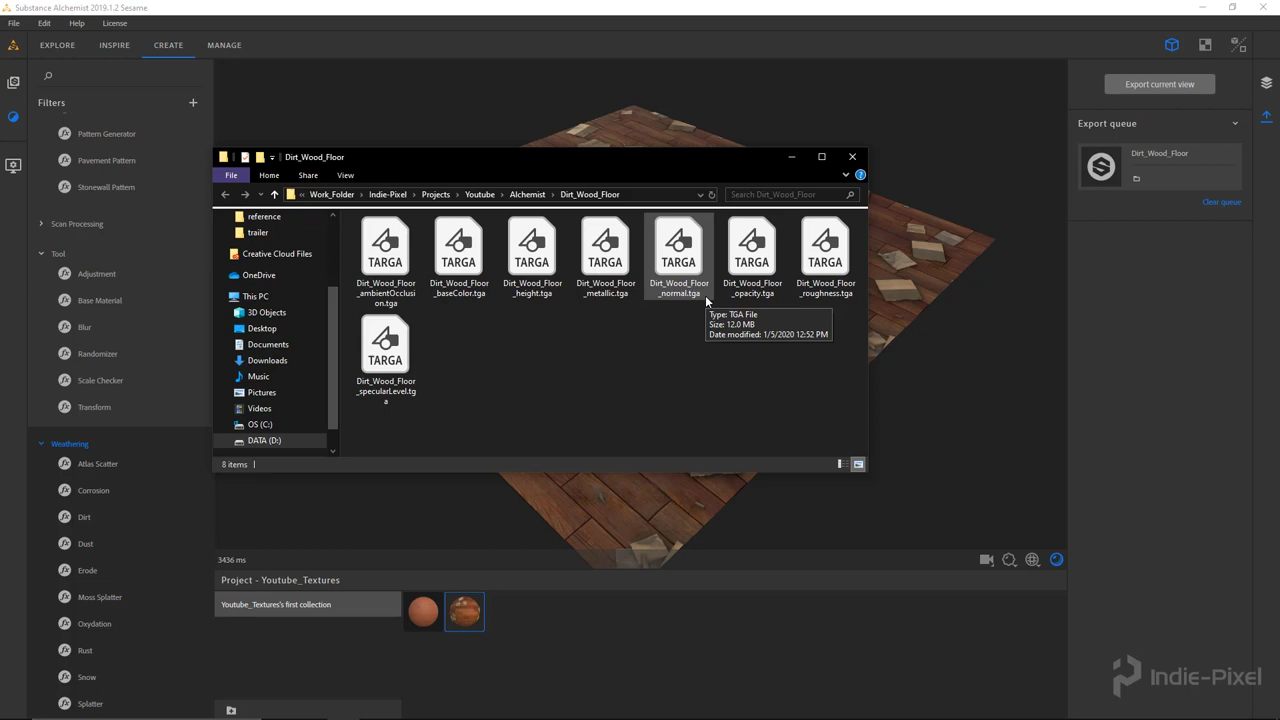 Substance Alchemist 2019.1.2 Sesame
File Edit Help License
EXPLORE INSPIRE CREATE MANAGE
Filters
Pattern Generator
Pavement Pattern
Stonewall Pattern
Scan Processing
Tool
Adjustment
Base Material
Blur
Randomizer
Scale Checker
Transform
Weathering
Atlas Scatter
Corrosion
Dirt
Dust
Erode
Moss Splatter
Oxydation
Rust
Snow
Splatter
Dirt_Wood_Floor
File Home Share View
« Work_Folder > Indie-Pixel > Projects > Youtube > Alchemist > Dirt_Wood_Floor
Search Dirt_Wood_Floor
reference
trailer
Creative Cloud Files
OneDrive
This PC
3D Objects
Desktop
Documents
Downloads
Music
Pictures
Videos
OS (C:)
DATA (D:)
TARGA TARGA TARGA TARGA TARGA TARGA TARGA
Dirt_Wood_Floor_ambientOcclusion.tga
Dirt_Wood_Floor_baseColor.tga
Dirt_Wood_Floor_height.tga
Dirt_Wood_Floor_metallic.tga
Dirt_Wood_Floor_normal.tga
Dirt_Wood_Floor_opacity.tga
Dirt_Wood_Floor_roughness.tga
TARGA
Dirt_Wood_Floor_specularLevel.tga
Type: TGA File
Size: 12.0 MB
Date modified: 1/5/2020 12:52 PM
8 items
3436 ms
Project - Youtube_Textures
Youtube_Textures's first collection
Export current view
Export queue
Dirt_Wood_Floor
Clear queue
Indie-Pixel